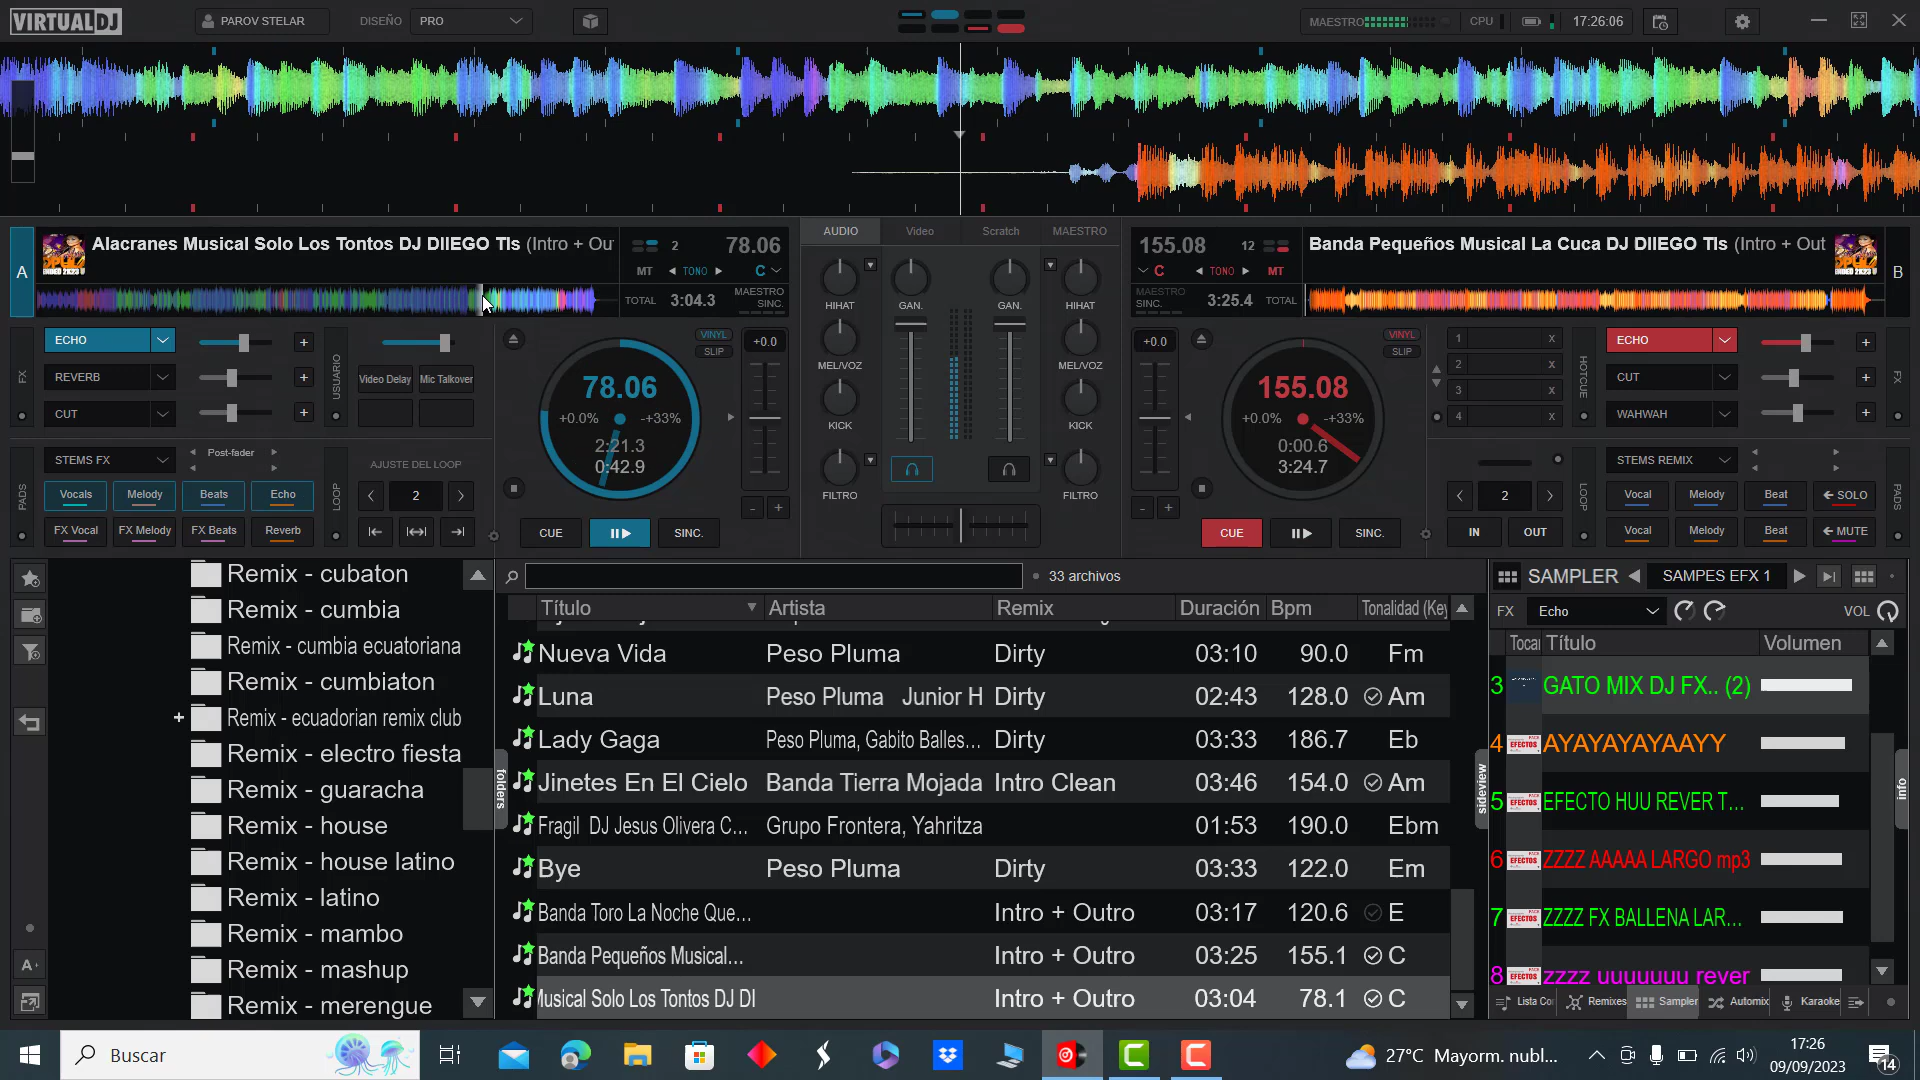 VIRTUALDJ
PAROV STELAR
DISEÑO
PRO
MAESTRO
CPU
17:26:06
A
Alacranes Musical Solo Los Tontos DJ DIIEGO TIs (Intro + Ou
2
78.06
MT
TONO
C
TOTAL
3:04.3
MAESTRO
SINC.
AUDIO
Video
Scratch
MAESTRO
155.08
12
C
TONO
MT
MAESTRO
SINC.
3:25.4
TOTAL
Banda Pequeños Musical La Cuca DJ DIIEGO TIs (Intro + Out
B
FX
ECHO
REVERB
CUT
USUARIO
Video Delay
Mic Talkover
VINYL
SLIP
+0.0
78.06
+0.0%
-+33%
2:21.3
0:42.9
HIHAT
GAN.
GAN.
HIHAT
MEL/VOZ
MEL/VOZ
KICK
KICK
FILTRO
FILTRO
+0.0
VINYL
SLIP
155.08
+0.0%
-+33%
0:00.6
3:24.7
1
x
2
x
3
x
4
x
HOTCUE
ECHO
CUT
WAHWAH
FX
PADS
STEMS FX
Post-fader
Vocals
Melody
Beats
Echo
FX Vocal
FX Melody
FX Beats
Reverb
LOOP
AJUSTE DEL LOOP
2
CUE
SINC.
-
+
-
+
CUE
SINC.
2
IN
OUT
LOOP
STEMS REMIX
Vocal
Melody
Beat
SOLO
Vocal
Melody
Beat
MUTE
PADS
Remix - cubaton
Remix - cumbia
Remix - cumbia ecuatoriana
Remix - cumbiaton
+
Remix - ecuadorian remix club
Remix - electro fiesta
Remix - guaracha
Remix - house
Remix - house latino
Remix - latino
Remix - mambo
Remix - mashup
Remix - merengue
folders
33 archivos
Título
Artista
Remix
Duración
Bpm
Tonalidad (Key
Nueva Vida Peso Pluma Dirty 03:10 90.0 Fm
Luna Peso Pluma Junior H Dirty 02:43 128.0 Am
Lady Gaga Peso Pluma, Gabito Balles... Dirty 03:33 186.7 Eb
Jinetes En El Cielo Banda Tierra Mojada Intro Clean 03:46 154.0 Am
Fragil DJ Jesus Olivera C... Grupo Frontera, Yahritza 01:53 190.0 Ebm
Bye Peso Pluma Dirty 03:33 122.0 Em
Banda Toro La Noche Que... Intro + Outro 03:17 120.6 E
Banda Pequeños Musical... Intro + Outro 03:25 155.1 C
Musical Solo Los Tontos DJ DI Intro + Outro 03:04 78.1 C
sideview
SAMPLER
SAMPES EFX 1
FX
Echo
VOL
Tocar
Título
Volumen
3 GATO MIX DJ FX.. (2)
4 EFECTOS AYAYAYAYAAYY
5 EFECTOS EFECTO HUU REVER T...
6 EFECTOS ZZZZ AAAAA LARGO mp3
7 EFECTOS ZZZZ FX BALLENA LAR...
8 EFECTOS zzzz uuuuuuu rever
info
Lista Cor
Remixes
Sampler
Automix
Karaoke
A+
Buscar
27°C Mayorm. nubl...
17:26
09/09/2023
14